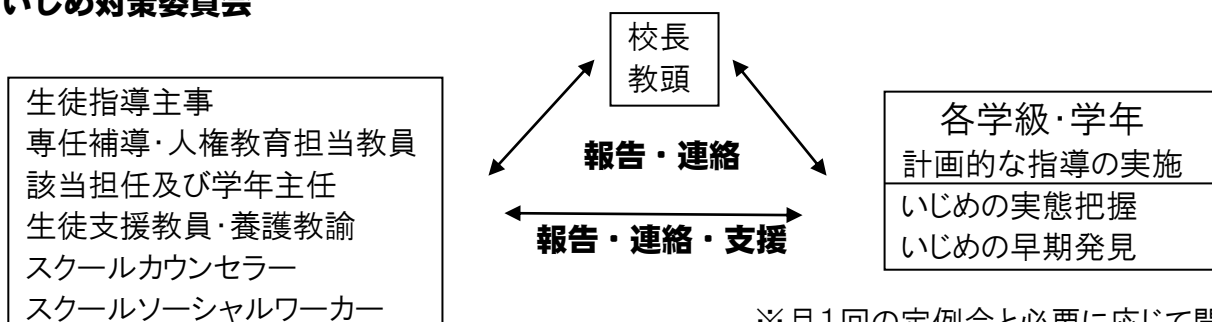 いじめ対策委員会
校長
教頭
生徒指導主事
専任補導・人権教育担当教員
該当担任及び学年主任
生徒支援教員・養護教諭
スクールカウンセラー
スクールソーシャルワーカー
報告・連絡
報告・連絡・支援
各学級・学年
計画的な指導の実施
いじめの実態把握
いじめの早期発見
※月1回の定例会と必要に応じて開